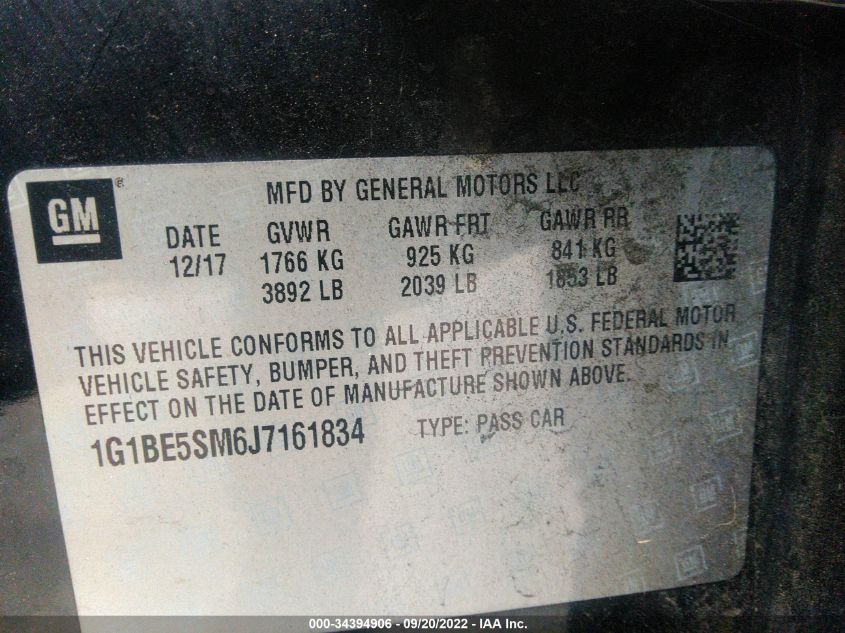 GM
MFD BY GENERAL MOTORS LLC
DATE GVWR GAWR FRT GAWR RR
12/17 1766 KG 925 KG 841 KG
3892 LB 2039 LB 1853 LB
THIS VEHICLE CONFORMS TO ALL APPLICABLE U.S. FEDERAL MOTOR
VEHICLE SAFETY, BUMPER, AND THEFT PREVENTION STANDARDS IN
EFFECT ON THE DATE OF MANUFACTURE SHOWN ABOVE.
1G1BE5SM6J7161834 TYPE: PASS CAR
000-34394906 - 09/20/2022 - IAA Inc.